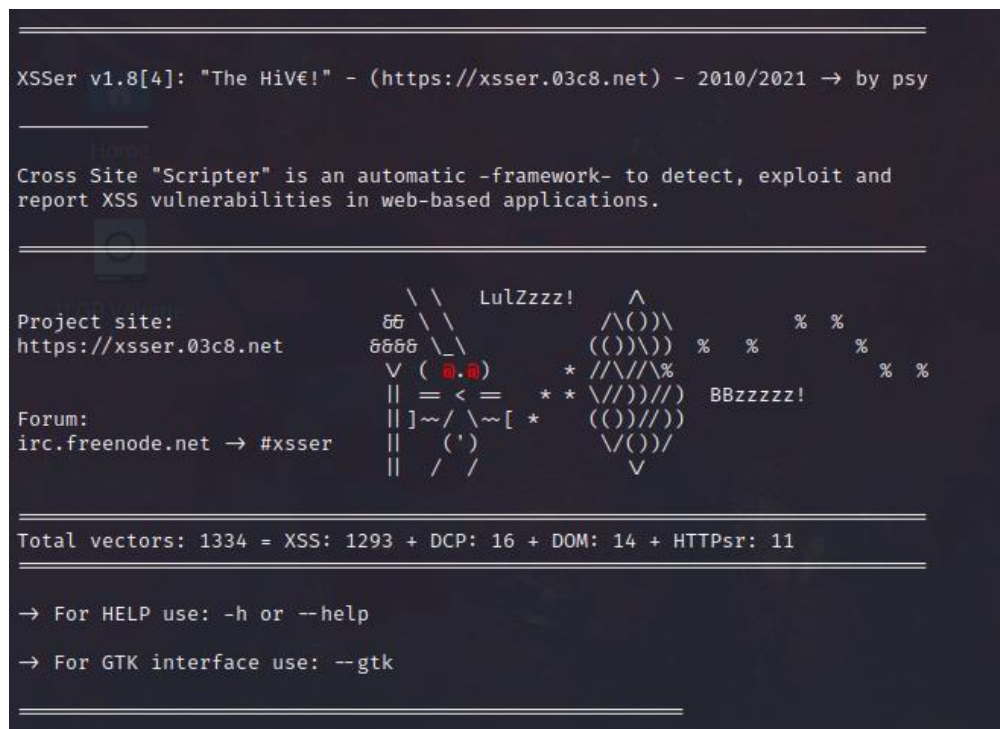 XSSer v1.8[4]: "The HiV€!" - (https://xsser.03c8.net) - 2010/2021 → by psy
Home
Cross Site "Scripter" is an automatic -framework- to detect, exploit and
report XSS vulnerabilities in web-based applications.
\ \ LulZzzz! /\
Project site: && \ \ /\())\ % %
https://xsser.03c8.net &&&& \_\ (())\)) % % %
\/ ( @.@) * //\//\% % %
|| == < == * * \//))//) BBzzzzz!
Forum: ||]~~/ \~~[ * (())//))
irc.freenode.net → #xsser || (') \/())/
|| / / \/
Total vectors: 1334 = XSS: 1293 + DCP: 16 + DOM: 14 + HTTPsr: 11
→ For HELP use: -h or --help
→ For GTK interface use: --gtk